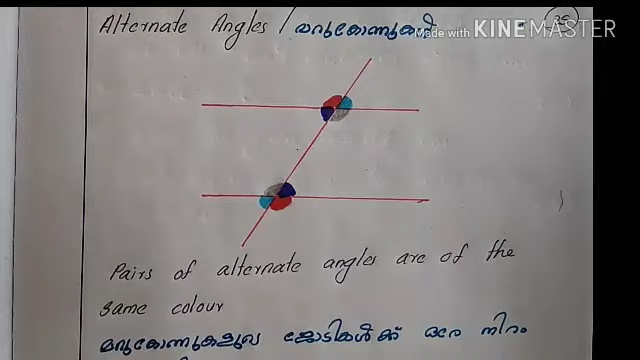 Alternate Angles / മറുകോണുകൾ
35
Made with KINEMASTER
Pairs of alternate angles are of the
same colour
മറുകോണുകളുടെ ജോടികൾക്ക് ഒരേ നിറം